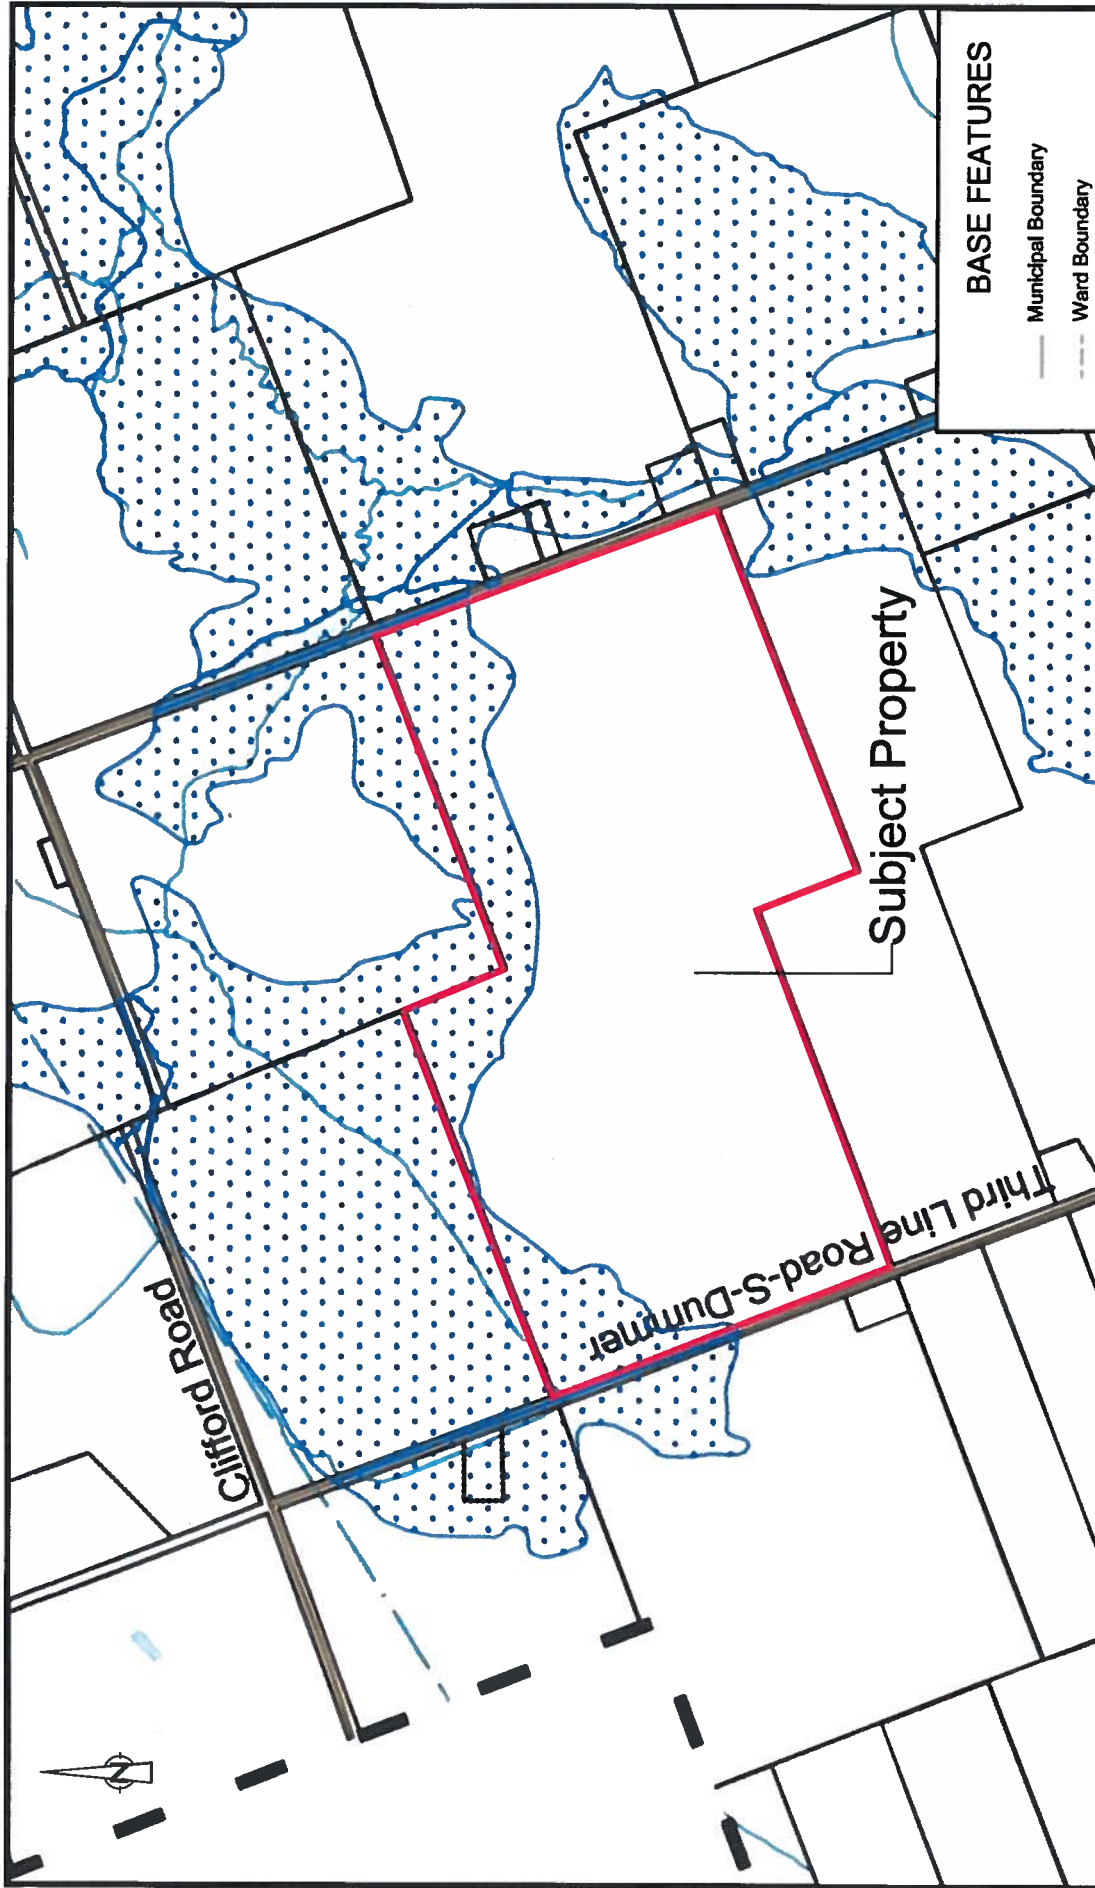 Clifford Road
Third Line Road-S-Dummer
Subject Property
N
BASE FEATURES
Municipal Boundary
Ward Boundary